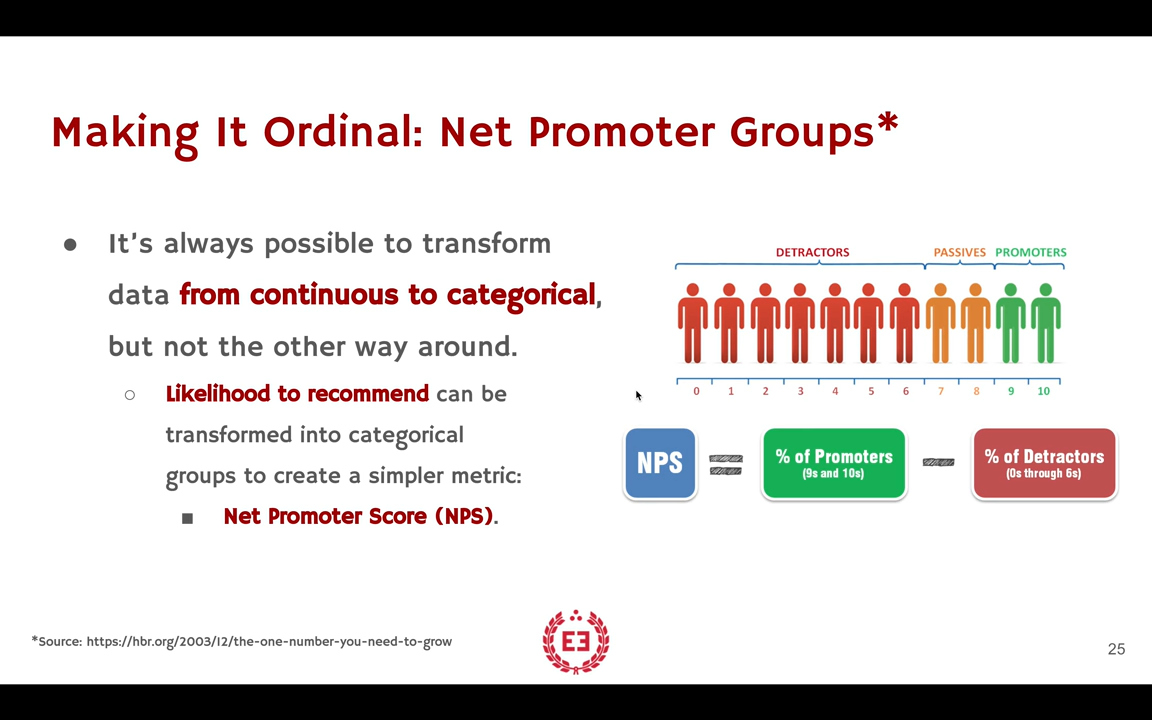 Making It Ordinal: Net Promoter Groups*
● It's always possible to transform
data from continuous to categorical,
but not the other way around.
○ Likelihood to recommend can be
transformed into categorical
groups to create a simpler metric:
■ Net Promoter Score (NPS).
DETRACTORS PASSIVES PROMOTERS
0 1 2 3 4 5 6 7 8 9 10
NPS = % of Promoters - % of Detractors
(9s and 10s) (0s through 6s)
*Source: https://hbr.org/2003/12/the-one-number-you-need-to-grow
E3
25